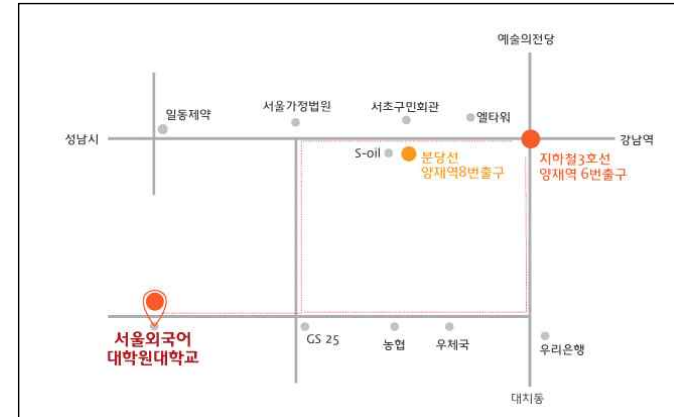 예술의전당
일동제약
서울가정법원
서초구민회관
엘타워
성남시
강남역
S-oil
분당선
양재역8번출구
지하철3호선
양재역 6번출구
서울외국어
대학원대학교
GS 25
농협
우체국
우리은행
대치동